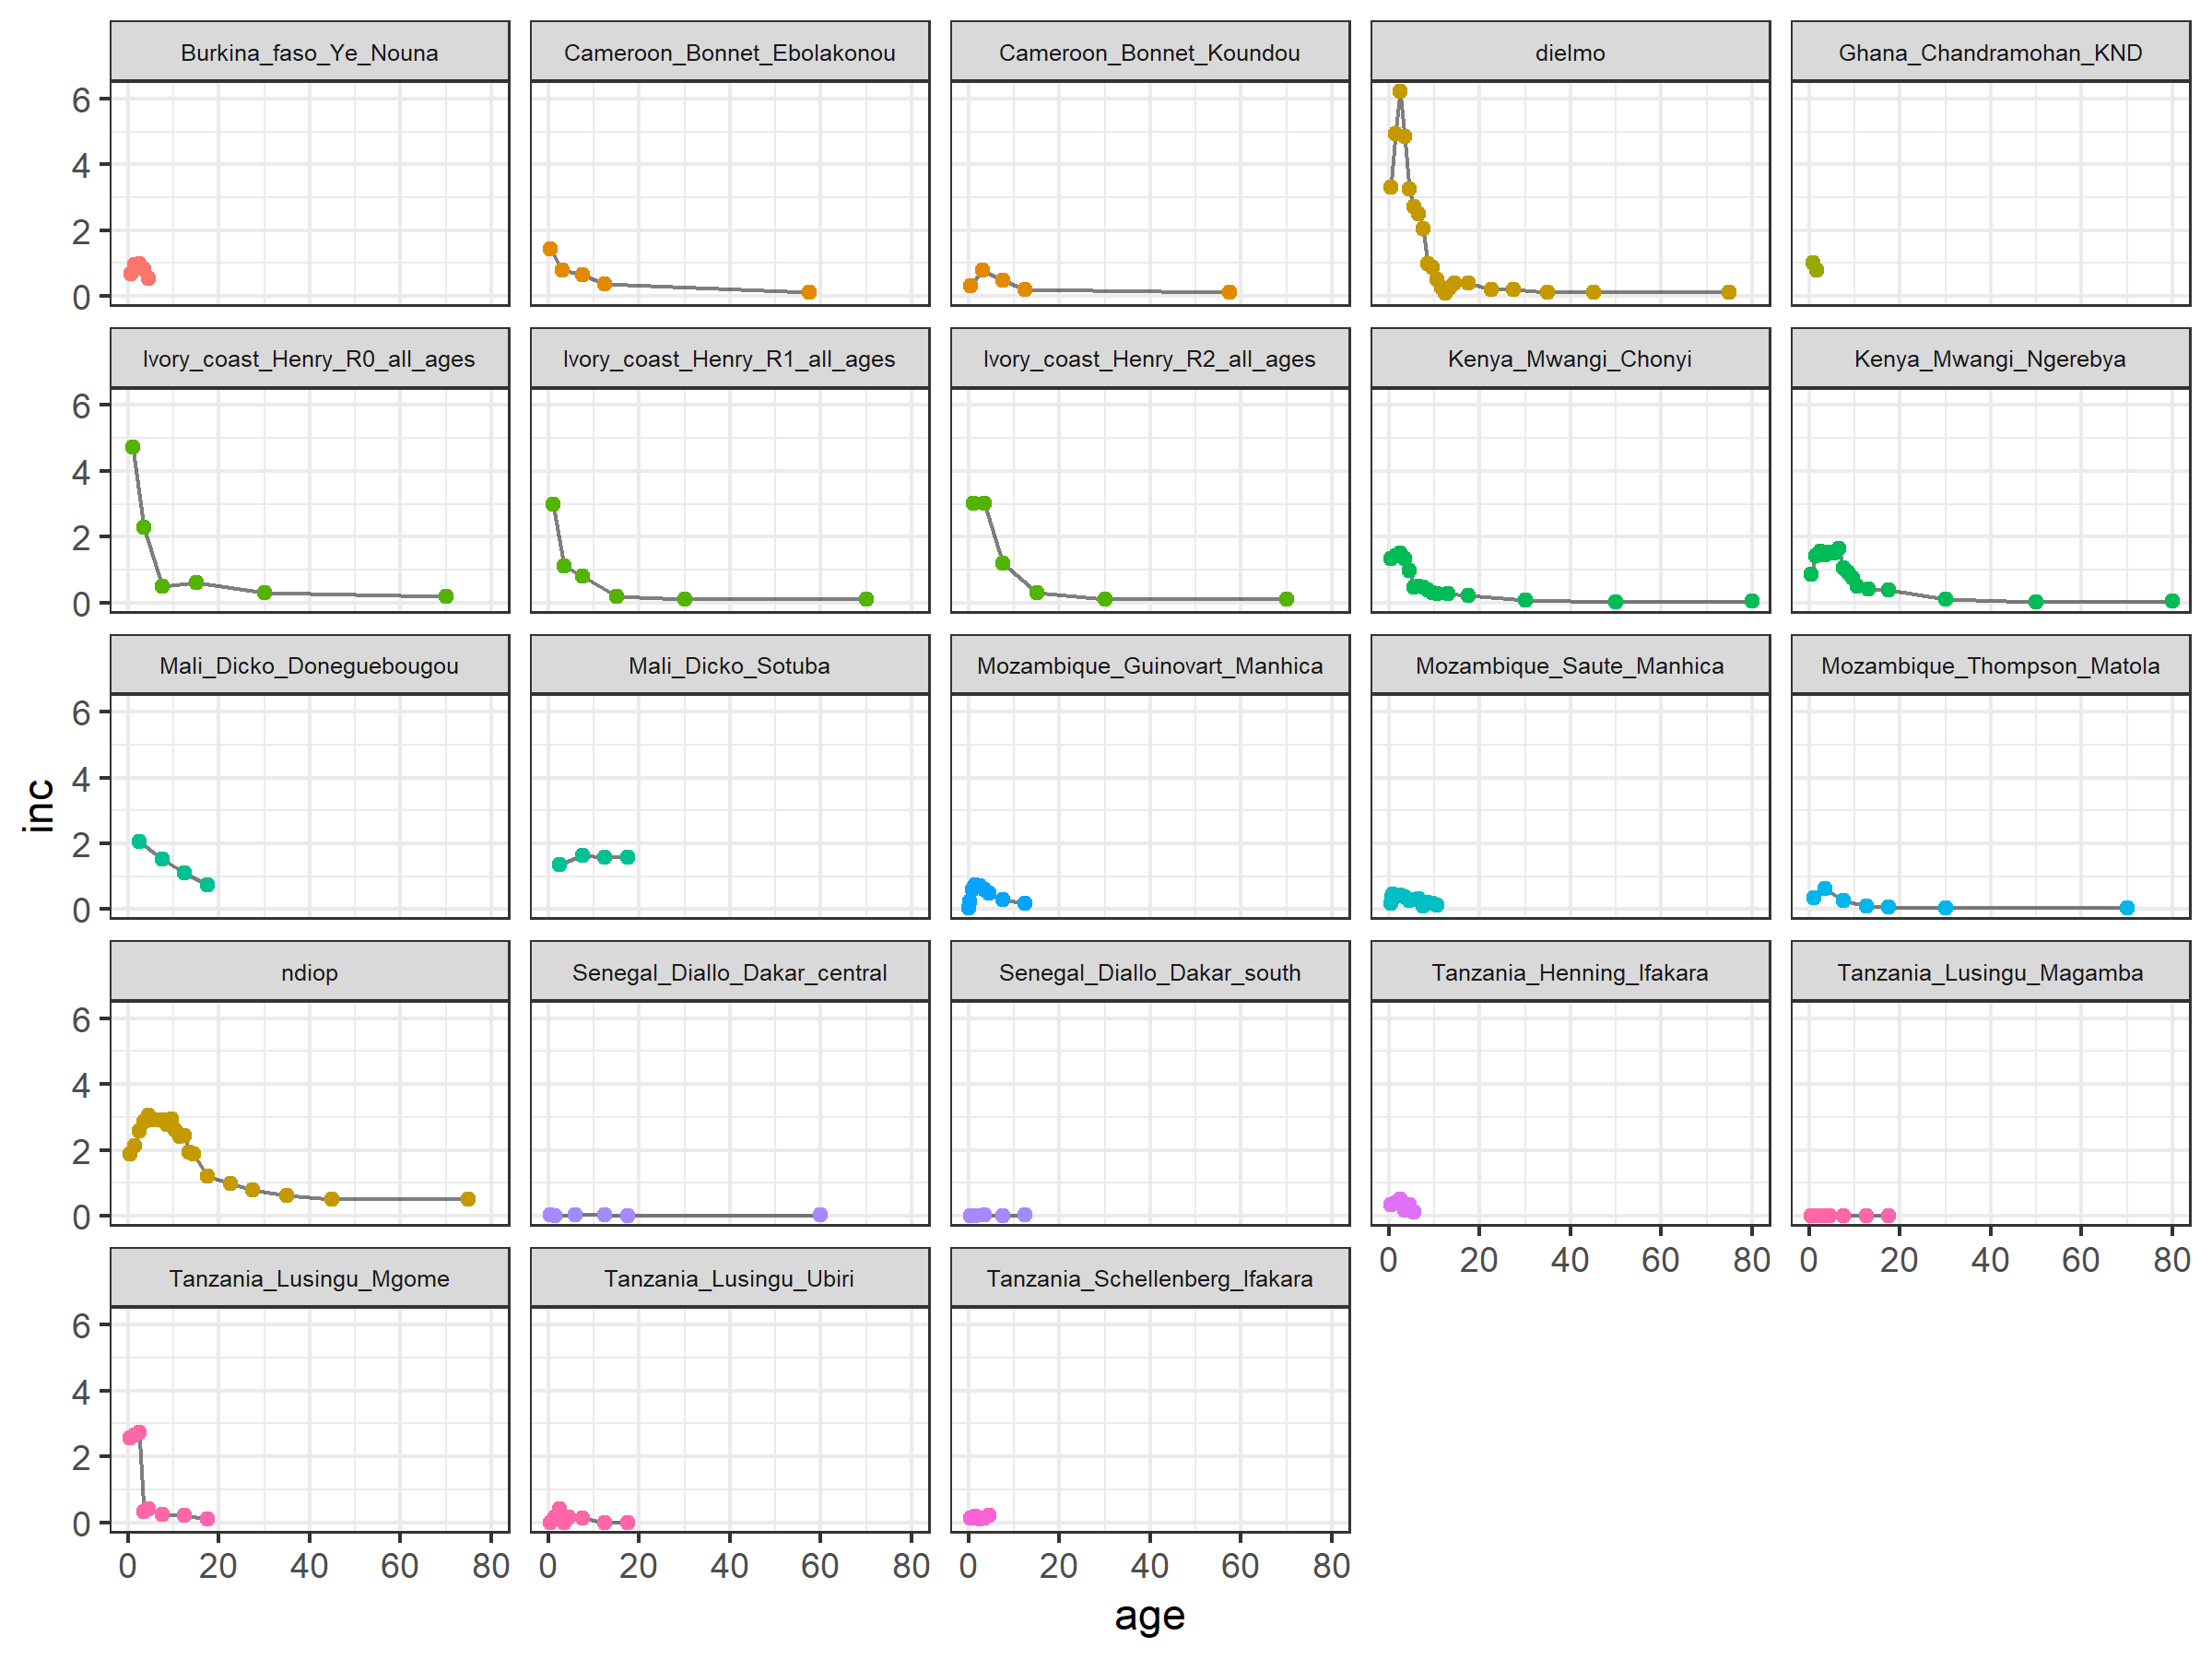 Burkina_faso_Ye_Nouna
Cameroon_Bonnet_Ebolakonou
Cameroon_Bonnet_Koundou
dielmo
Ghana_Chandramohan_KND
6
4
2
0
Ivory_coast_Henry_R0_all_ages
Ivory_coast_Henry_R1_all_ages
Ivory_coast_Henry_R2_all_ages
Kenya_Mwangi_Chonyi
Kenya_Mwangi_Ngerebya
6
4
2
0
Mali_Dicko_Doneguebougou
Mali_Dicko_Sotuba
Mozambique_Guinovart_Manhica
Mozambique_Saute_Manhica
Mozambique_Thompson_Matola
6
4
2
0
inc
ndiop
Senegal_Diallo_Dakar_central
Senegal_Diallo_Dakar_south
Tanzania_Henning_Ifakara
Tanzania_Lusingu_Magamba
6
4
2
0
0 20 40 60 80
0 20 40 60 80
Tanzania_Lusingu_Mgome
Tanzania_Lusingu_Ubiri
Tanzania_Schellenberg_Ifakara
6
4
2
0
0 20 40 60 80
0 20 40 60 80
0 20 40 60 80
age